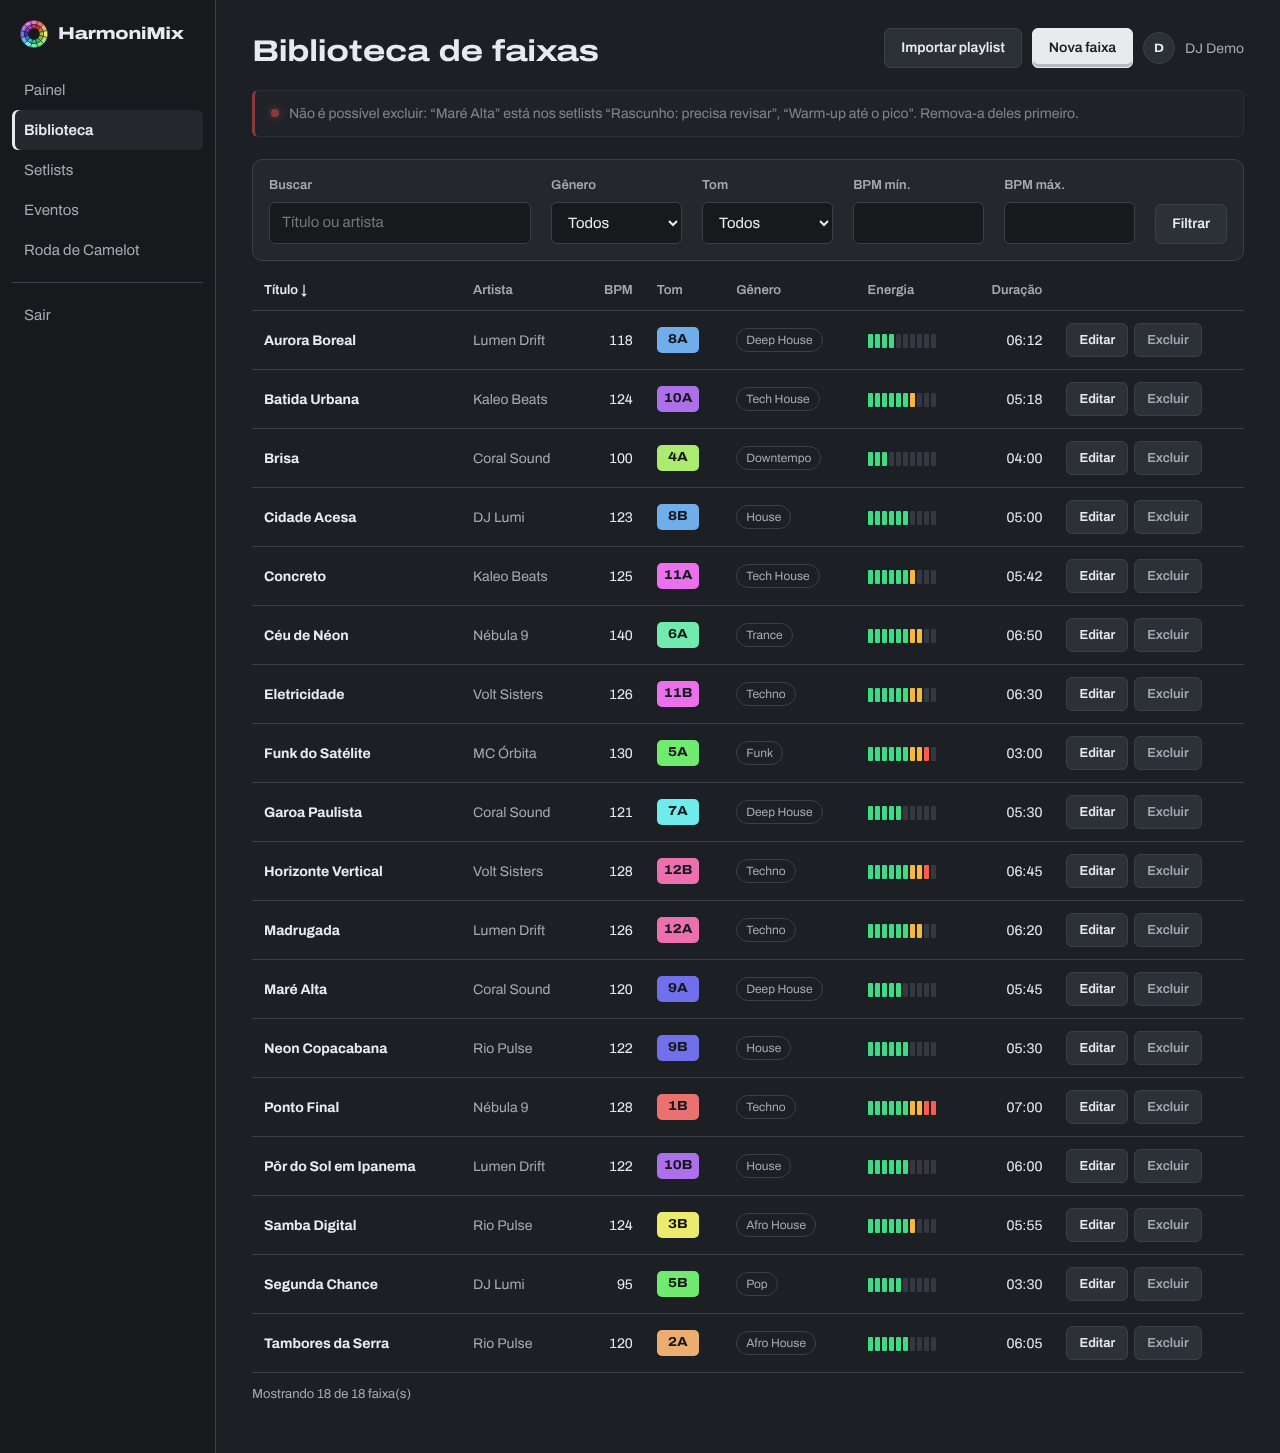 HarmoniMix
Painel
Biblioteca
Setlists
Eventos
Roda de Camelot
Sair
Biblioteca de faixas
Importar playlist
Nova faixa
D
DJ Demo
Não é possível excluir: “Maré Alta” está nos setlists “Rascunho: precisa revisar”, “Warm-up até o pico”. Remova-a deles primeiro.
Buscar Gênero Tom BPM mín. BPM máx.
Título ou artista Todos Todos Filtrar
Título ↓ Artista BPM Tom Gênero Energia Duração
Aurora Boreal Lumen Drift 118 8A Deep House 06:12 Editar Excluir
Batida Urbana Kaleo Beats 124 10A Tech House 05:18 Editar Excluir
Brisa Coral Sound 100 4A Downtempo 04:00 Editar Excluir
Cidade Acesa DJ Lumi 123 8B House 05:00 Editar Excluir
Concreto Kaleo Beats 125 11A Tech House 05:42 Editar Excluir
Céu de Néon Nébula 9 140 6A Trance 06:50 Editar Excluir
Eletricidade Volt Sisters 126 11B Techno 06:30 Editar Excluir
Funk do Satélite MC Órbita 130 5A Funk 03:00 Editar Excluir
Garoa Paulista Coral Sound 121 7A Deep House 05:30 Editar Excluir
Horizonte Vertical Volt Sisters 128 12B Techno 06:45 Editar Excluir
Madrugada Lumen Drift 126 12A Techno 06:20 Editar Excluir
Maré Alta Coral Sound 120 9A Deep House 05:45 Editar Excluir
Neon Copacabana Rio Pulse 122 9B House 05:30 Editar Excluir
Ponto Final Nébula 9 128 1B Techno 07:00 Editar Excluir
Pôr do Sol em Ipanema Lumen Drift 122 10B House 06:00 Editar Excluir
Samba Digital Rio Pulse 124 3B Afro House 05:55 Editar Excluir
Segunda Chance DJ Lumi 95 5B Pop 03:30 Editar Excluir
Tambores da Serra Rio Pulse 120 2A Afro House 06:05 Editar Excluir
Mostrando 18 de 18 faixa(s)